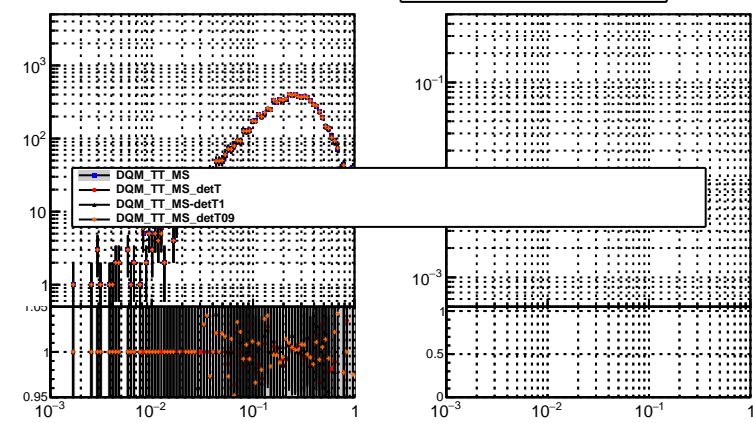 10³
10²
10
1
1.05
1
0.95
10⁻³ 10⁻² 10⁻¹ 1
DQM_TT_MS
DQM_TT_MS_detT
DQM_TT_MS-detT1
DQM_TT_MS_detT09
10⁻¹
10⁻³
1
0.5
0
10⁻³ 10⁻² 10⁻¹ 1